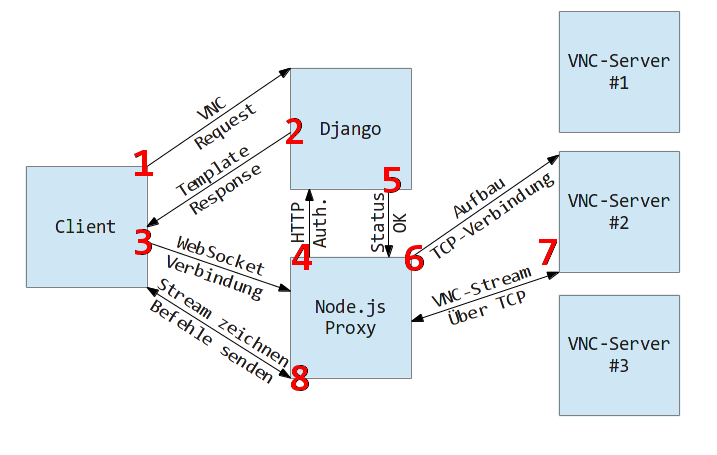 VNC-Server
#1
VNC
Request
2
Django
1
Template
Response
5
Client
HTTP
Auth.
Status
OK
Aufbau
TCP-Verbindung
VNC-Server
#2
3
WebSocket
Verbindung
4
6
7
VNC-Stream
Über TCP
Stream zeichnen
Befehle senden
Node.js
Proxy
8
VNC-Server
#3